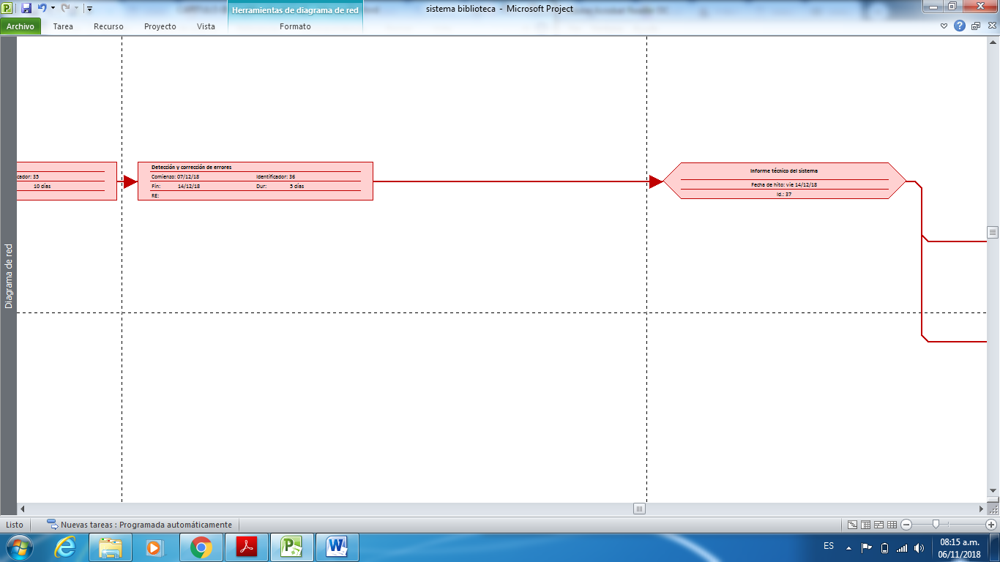 Herramientas de diagrama de red
sistema biblioteca - Microsoft Project
Archivo Tarea Recurso Proyecto Vista Formato
Diagrama de red
cador: 35
10 días
Detección y corrección de errores
Comienzo: 07/12/18 Identificador: 36
Fin: 14/12/18 Dur: 5 días
RE:
Informe técnico del sistema
Fecha de hito: vie 14/12/18
Id.: 37
Listo Nuevas tareas : Programada automáticamente
ES 08:15 a.m.
06/11/2018